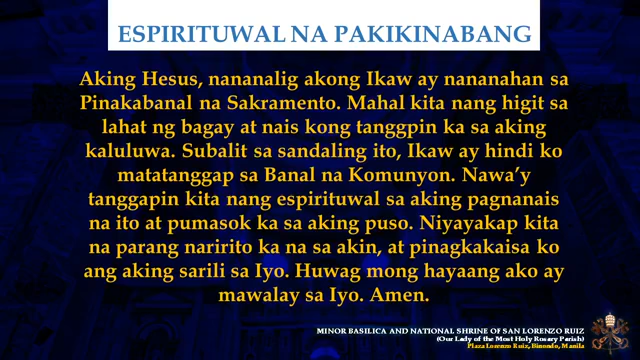 ESPIRITUWAL NA PAKIKINABANG
Aking Hesus, nananalig akong Ikaw ay nananahan sa
Pinakabanal na Sakramento. Mahal kita nang higit sa
lahat ng bagay at nais kong tanggpin ka sa aking
kaluluwa. Subalit sa sandaling ito, Ikaw ay hindi ko
matatanggap sa Banal na Komunyon. Nawa’y
tanggapin kita nang espirituwal sa aking pagnanais
na ito at pumasok ka sa aking puso. Niyayakap kita
na parang naririto ka na sa akin, at pinagkakaisa ko
ang aking sarili sa Iyo. Huwag mong hayaang ako ay
mawalay sa Iyo. Amen.
MINOR BASILICA AND NATIONAL SHRINE OF SAN LORENZO RUIZ
(Our Lady of the Most Holy Rosary Parish)
Plaza Lorenzo Ruiz, Binondo, Manila